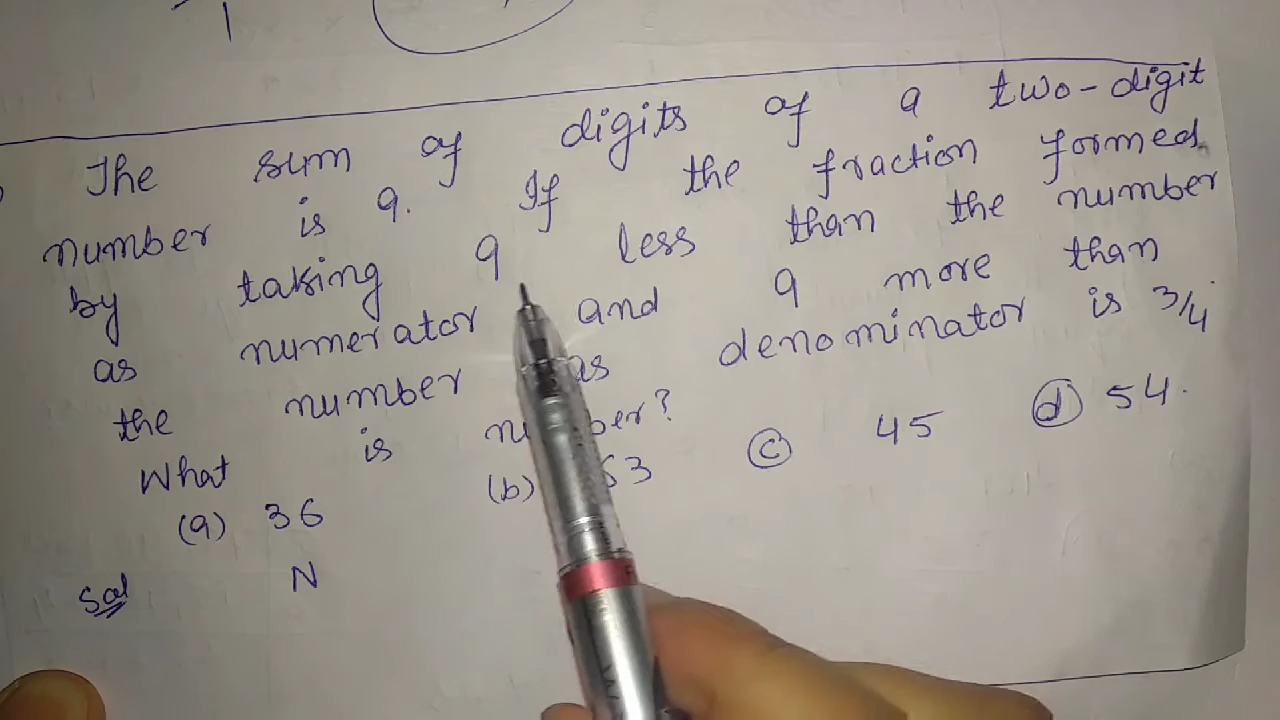 The sum of digits of a two-digit
number is 9. If the fraction formed
by taking 9 less than the number
as numerator and 9 more than
the number as denominator is 3/4
What is number?
(a) 36 (b) 63 (c) 45 (d) 54.
Sol N